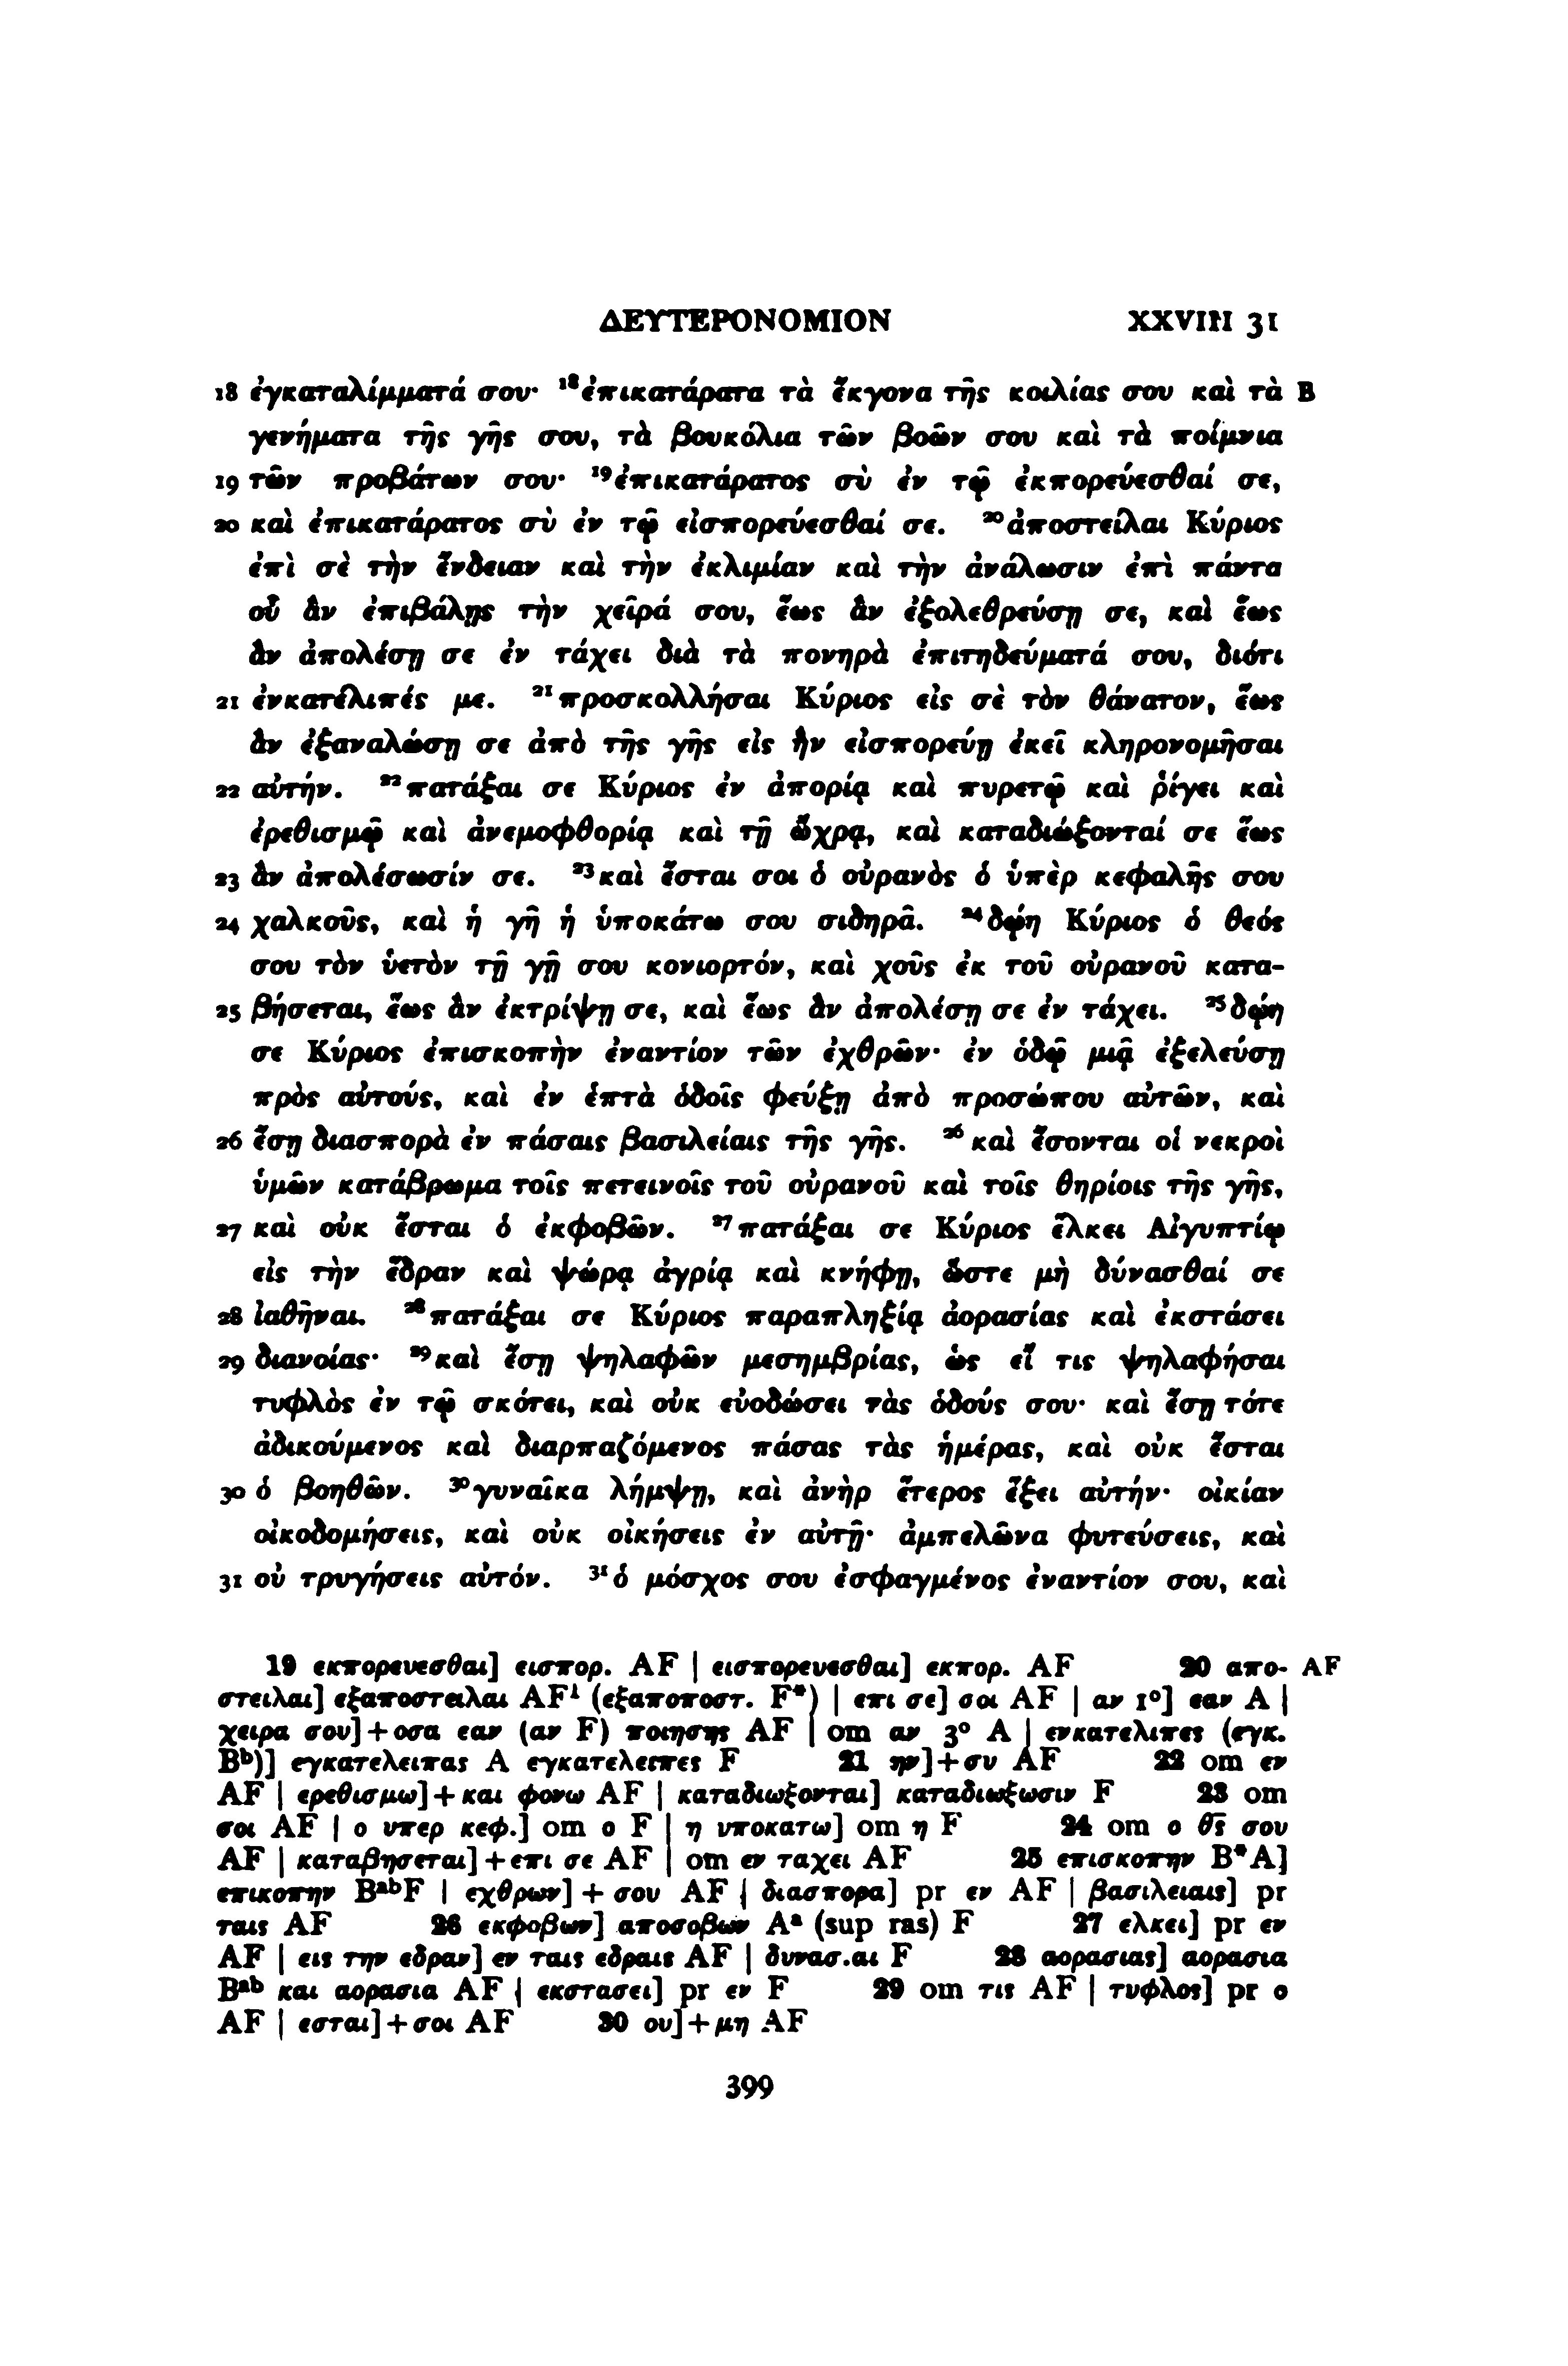 ΔΕΥΤΕΡΟΝΟΜΙΟΝ XXVIII 31
18 ἐγκαταλίμματά σου· ¹⁸ἐπικατάρατα τὰ ἔκγονα τῆς κοιλίας σου καὶ τὰ B
γενήματα τῆς γῆς σου, τὰ βουκόλια τῶν βοῶν σου καὶ τὰ ποίμνια
19 τῶν προβάτων σου· ¹⁹ἐπικατάρατος σὺ ἐν τῷ ἐκπορεύεσθαί σε,
20 καὶ ἐπικατάρατος σὺ ἐν τῷ εἰσπορεύεσθαί σε. ²⁰ἀποστείλαι Κύριος
ἐπὶ σὲ τὴν ἔνδειαν καὶ τὴν ἐκλιμίαν καὶ τὴν ἀνάλωσιν ἐπὶ πάντα
οὗ ἂν ἐπιβάλῃς τὴν χεῖρά σου, ἕως ἂν ἐξολεθρεύσῃ σε, καὶ ἕως
ἂν ἀπολέσῃ σε ἐν τάχει διὰ τὰ πονηρὰ ἐπιτηδεύματά σου, διότι
21 ἐνκατέλιπές με. ²¹προσκολλήσαι Κύριος εἰς σὲ τὸν θάνατον, ἕως
ἂν ἐξαναλώσῃ σε ἀπὸ τῆς γῆς εἰς ἣν εἰσπορεύῃ ἐκεῖ κληρονομῆσαι
22 αὐτήν. ²²πατάξαι σε Κύριος ἐν ἀπορίᾳ καὶ πυρετῷ καὶ ῥίγει καὶ
ἐρεθισμῷ καὶ ἀνεμοφθορίᾳ καὶ τῇ ὤχρᾳ, καὶ καταδιώξονταί σε ἕως
23 ἂν ἀπολέσωσίν σε. ²³καὶ ἔσται σοι ὁ οὐρανὸς ὁ ὑπὲρ κεφαλῆς σου
24 χαλκοῦς, καὶ ἡ γῆ ἡ ὑποκάτω σου σιδηρᾶ. ²⁴δῴη Κύριος ὁ θεός
σου τὸν ὑετὸν τῇ γῇ σου κονιορτόν, καὶ χοῦς ἐκ τοῦ οὐρανοῦ κατα-
25 βήσεται, ἕως ἂν ἐκτρίψῃ σε, καὶ ἕως ἂν ἀπολέσῃ σε ἐν τάχει. ²⁵δῴη
σε Κύριος ἐπισκοπὴν ἐναντίον τῶν ἐχθρῶν· ἐν ὁδῷ μιᾷ ἐξελεύσῃ
πρὸς αὐτούς, καὶ ἐν ἑπτὰ ὁδοῖς φεύξῃ ἀπὸ προσώπου αὐτῶν, καὶ
26 ἔσῃ διασπορὰ ἐν πάσαις βασιλείαις τῆς γῆς. ²⁶καὶ ἔσονται οἱ νεκροὶ
ὑμῶν κατάβρωμα τοῖς πετεινοῖς τοῦ οὐρανοῦ καὶ τοῖς θηρίοις τῆς γῆς,
27 καὶ οὐκ ἔσται ὁ ἐκφοβῶν. ²⁷πατάξαι σε Κύριος ἕλκει Αἰγυπτίῳ
εἰς τὴν ἕδραν καὶ ψώρᾳ ἀγρίᾳ καὶ κνήφῃ, ὥστε μὴ δύνασθαί σε
28 ἰαθῆναι. ²⁸πατάξαι σε Κύριος παραπληξίᾳ ἀορασίας καὶ ἐκστάσει
29 διανοίας· ²⁹καὶ ἔσῃ ψηλαφῶν μεσημβρίας, ὡς εἴ τις ψηλαφήσαι
τυφλὸς ἐν τῷ σκότει, καὶ οὐκ εὐοδώσει τὰς ὁδούς σου· καὶ ἔσῃ τότε
ἀδικούμενος καὶ διαρπαζόμενος πάσας τὰς ἡμέρας, καὶ οὐκ ἔσται
30 ὁ βοηθῶν. ³⁰γυναῖκα λήμψῃ, καὶ ἀνὴρ ἕτερος ἕξει αὐτήν· οἰκίαν
οἰκοδομήσεις, καὶ οὐκ οἰκήσεις ἐν αὐτῇ· ἀμπελῶνα φυτεύσεις, καὶ
31 οὐ τρυγήσεις αὐτόν. ³¹ὁ μόσχος σου ἐσφαγμένος ἐναντίον σου, καὶ
19 εκπορευεσθαι] εισπορ. AF | εισπορευεσθαι] εκπορ. AF 20 απο- AF
στειλαι] εξαποστειλαι AF¹ (εξαποποστ. F*) | επι σε] σοι AF | αν 1°] εαν A |
χειρα σου]+οσα εαν (αν F) ποιησης AF | om αν 3° A | ενκατελιπες (εγκ.
Bᵇ)] εγκατελειπας A εγκατελειπες F 21 ην]+συ AF 22 om εν
AF | ερεθισμω]+και φονω AF | καταδιωξονται] καταδιωξωσιν F 23 om
σοι AF | ο υπερ κεφ.] om ο F | η υποκατω] om η F 24 om ο θς̄ σου
AF | καταβησεται]+επι σε AF | om εν ταχει AF 25 επισκοπην B*A]
επικοπην BᵃᵇF | εχθρων]+σου AF | διασπορα] pr εν AF | βασιλειαις] pr
ταις AF 26 εκφοβων] αποσοβων Aᵃ (sup ras) F 27 ελκει] pr εν
AF | εις την εδραν] εν ταις εδραις AF | δυνασ.αι F 28 αορασιας] αορασια
Bᵃᵇ και αορασια AF | εκστασει] pr εν F 29 om τις AF | τυφλος] pr ο
AF | εσται]+σοι AF 30 ου]+μη AF
399